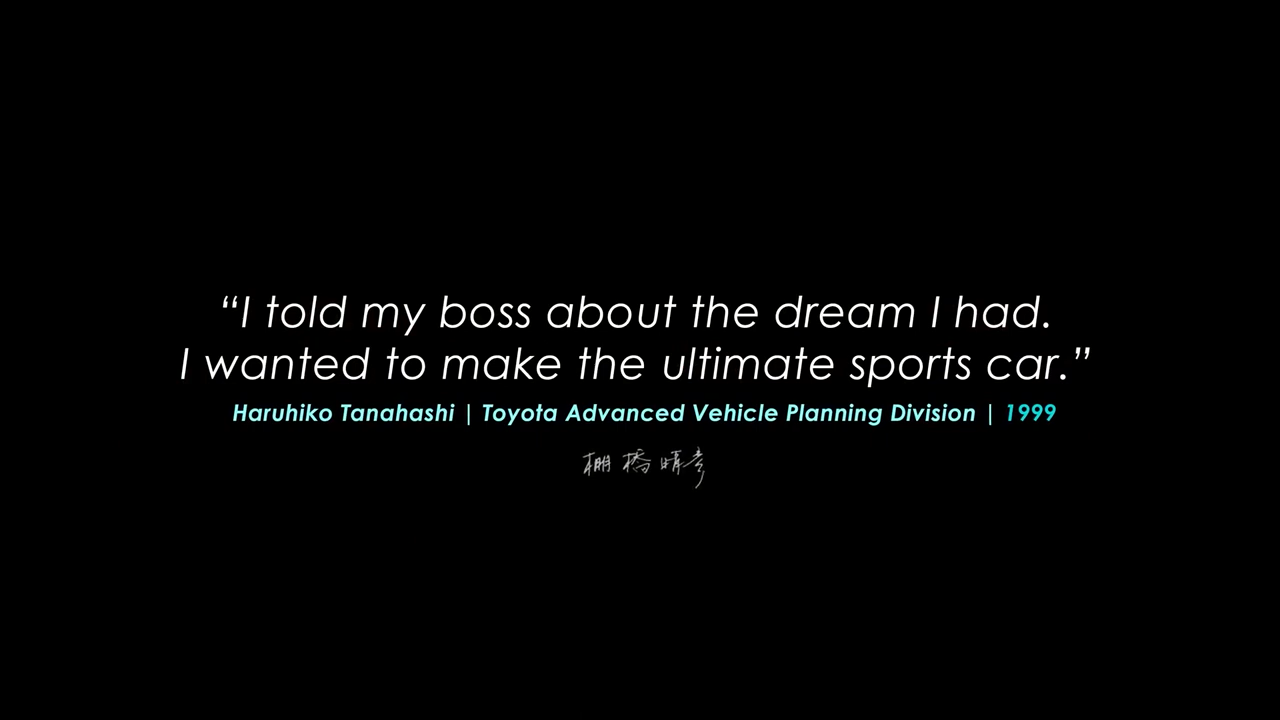 “I told my boss about the dream I had.
I wanted to make the ultimate sports car.”
Haruhiko Tanahashi | Toyota Advanced Vehicle Planning Division | 1999
棚橋晴彦